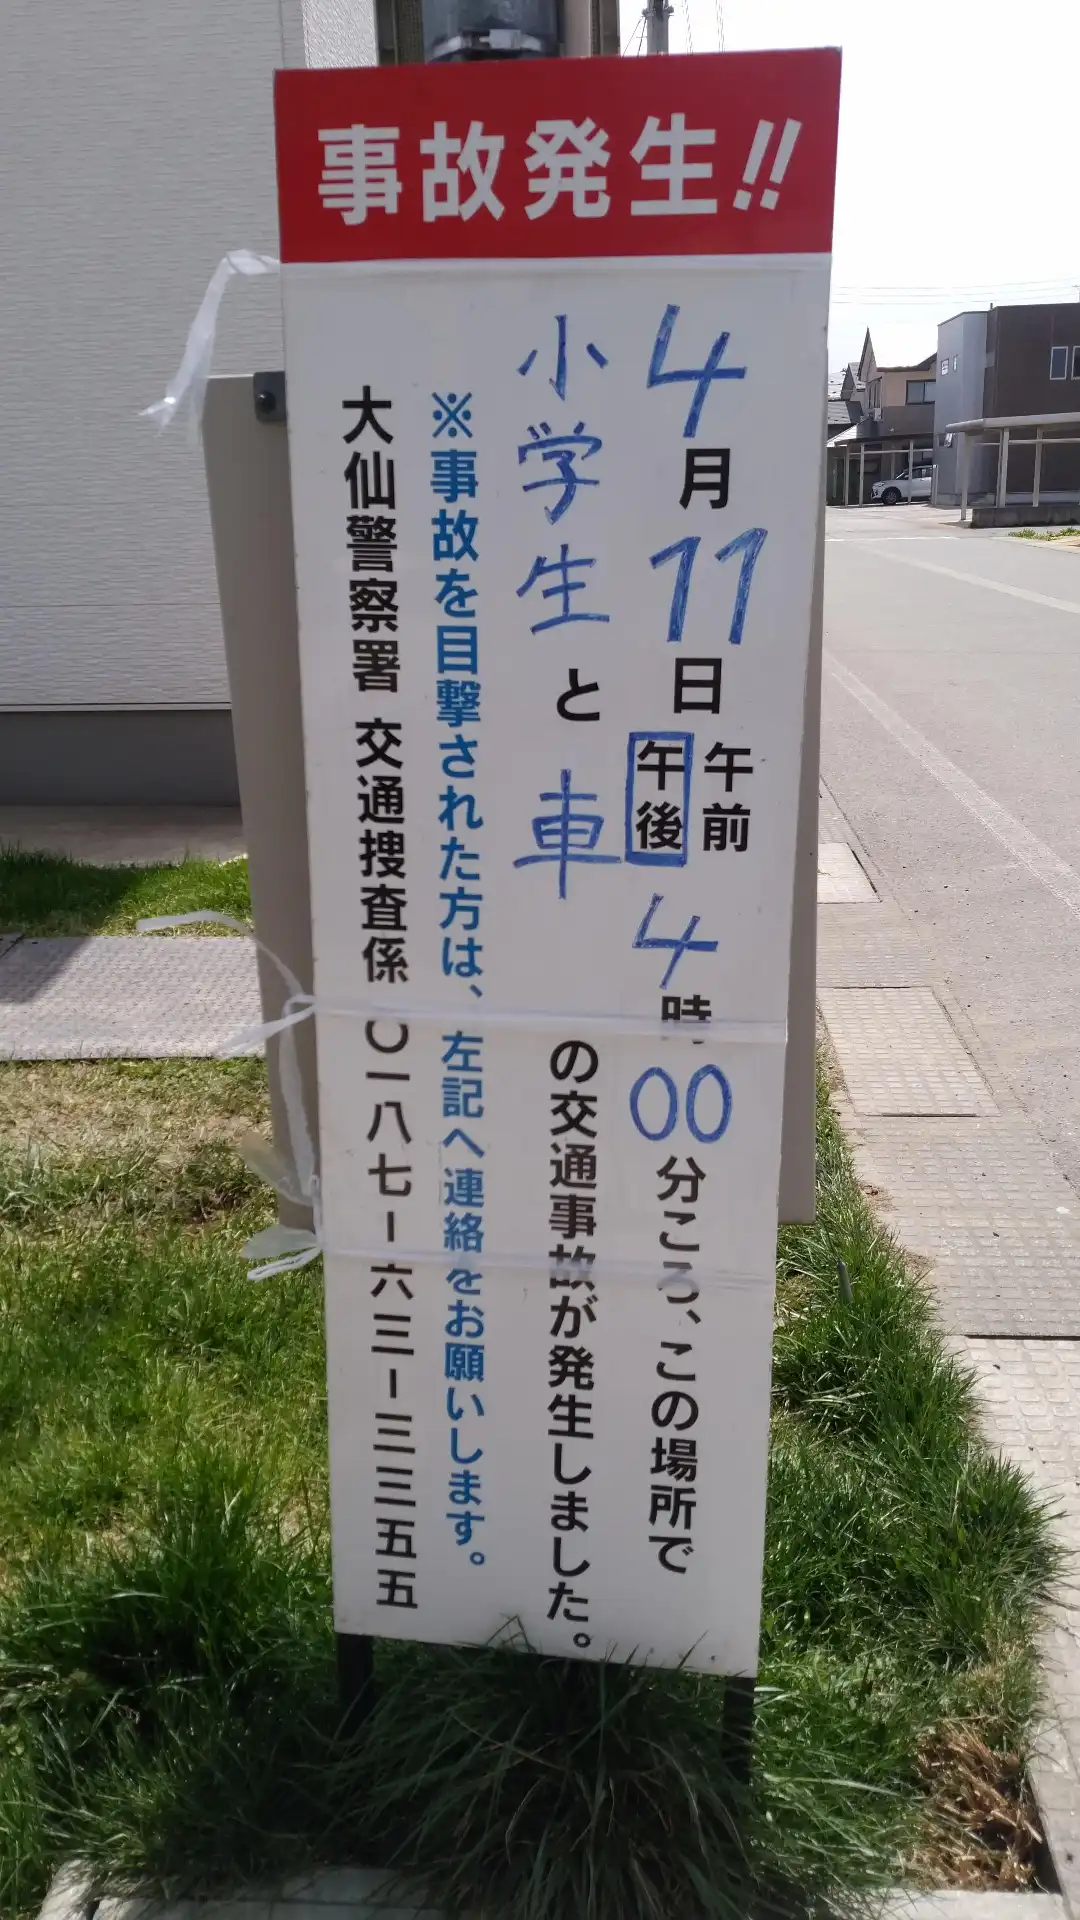 事故発生!!
4月11日 午前 午後 4時00分ころ、この場所で
小学生と車の交通事故が発生しました。
※事故を目撃された方は、左記へ連絡をお願いします。
大仙警察署 交通捜査係 〇一八七ー六三ー三三五五